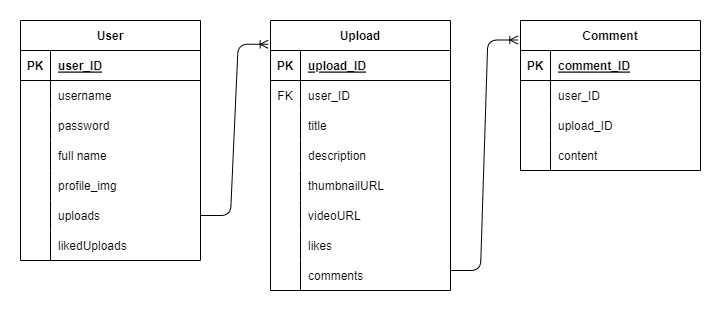 User
PK user_ID
username
password
full name
profile_img
uploads
likedUploads
Upload
PK upload_ID
FK user_ID
title
description
thumbnailURL
videoURL
likes
comments
Comment
PK comment_ID
user_ID
upload_ID
content